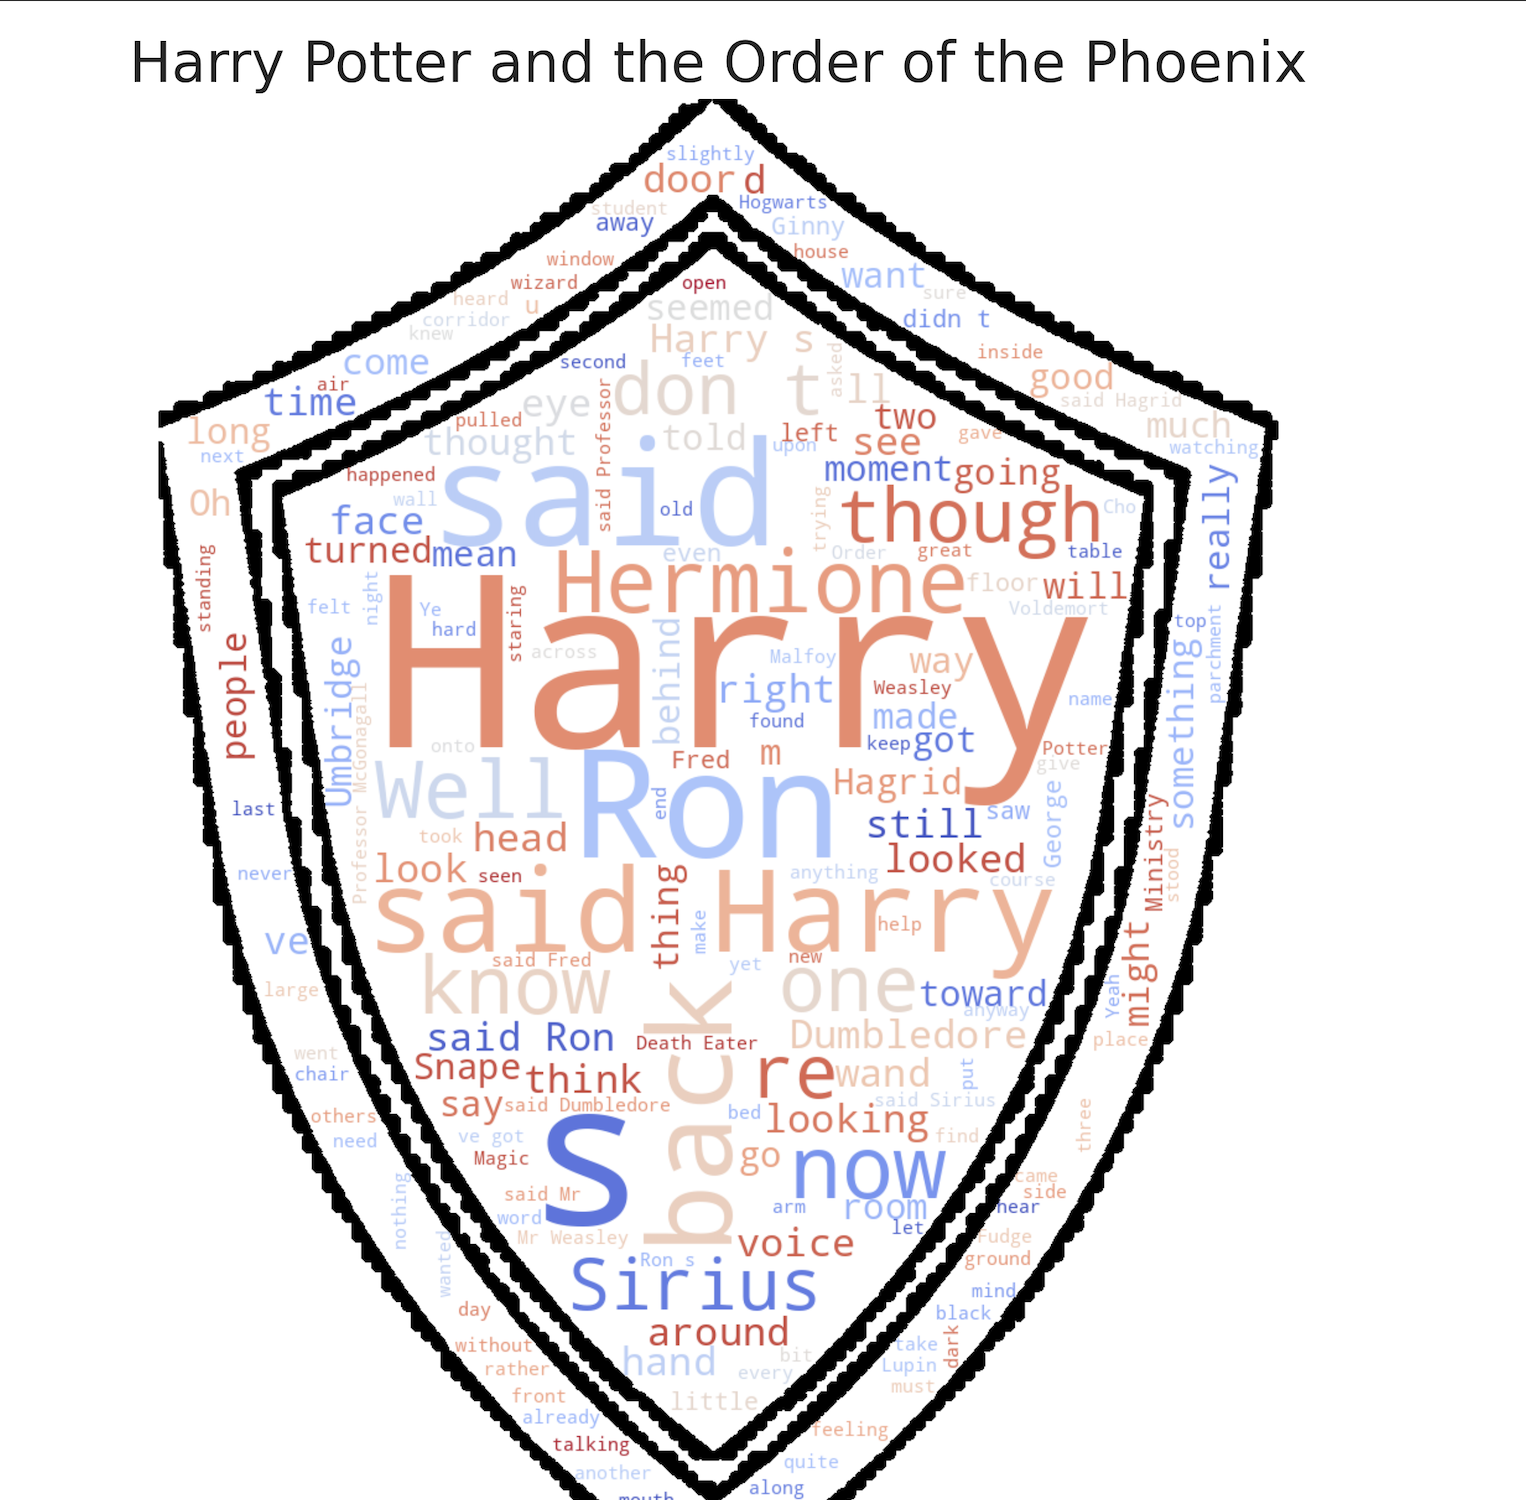 Harry Potter and the Order of the Phoenix
slightly
door d
student
Hogwarts
away
Ginny
house
window
want
wizard
open
sure
heard
u
seemed
corridor
didn t
knew
Harry s
come
second
feet
asked
inside
air
don t
ll
good
time
eye
said Hagrid
long
pulled
said Professor
two
much
next
thought
told
left
see
gave
upon
watching
happened
said
moment
going
really
Oh
wall
old
trying
though
Cho
face
turned
mean
even
Order
great
table
standing
night
Hermione
floor
will
felt
Ye
hard
staring
Voldemort
top
parchment
people
Umbridge
Harry
across
behind
Malfoy
way
something
right
Weasley
name
Professor McGonagall
found
made
onto
keep
got
Potter
Fred
m
give
Well
Ron
end
Hagrid
last
saw
George
Ministry
took
head
still
looked
stood
look
seen
thing
anything
course
never
said Harry
make
help
might
ve
said Fred
yet
new
know
back
one
toward
Yeah
large
anyway
said Ron
Death Eater
Dumbledore
place
went
Snape
think
re
wand
put
chair
say
said Dumbledore
bed
looking
said Sirius
three
others
need
ve got
S
find
Magic
go
now
nothing
said Mr
came
side
word
arm
room
near
let
Mr Weasley
voice
Fudge
wanted
Ron s
ground
Sirius
mind
day
black
around
without
hand
bit
take
dark
rather
every
Lupin
front
little
must
already
feeling
talking
another
quite
mouth
along